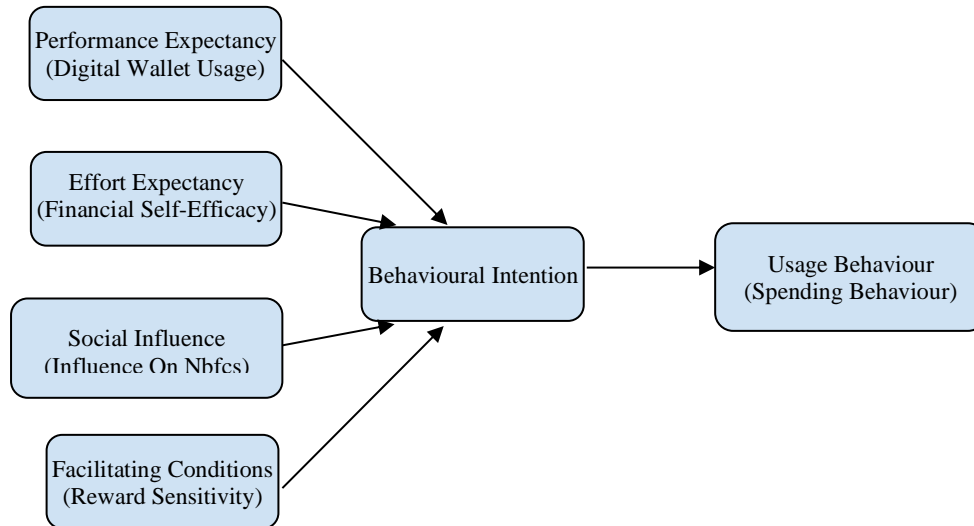 Performance Expectancy
(Digital Wallet Usage)
Effort Expectancy
(Financial Self-Efficacy)
Behavioural Intention
Usage Behaviour
(Spending Behaviour)
Social Influence
(Influence On Nbfcs)
Facilitating Conditions
(Reward Sensitivity)